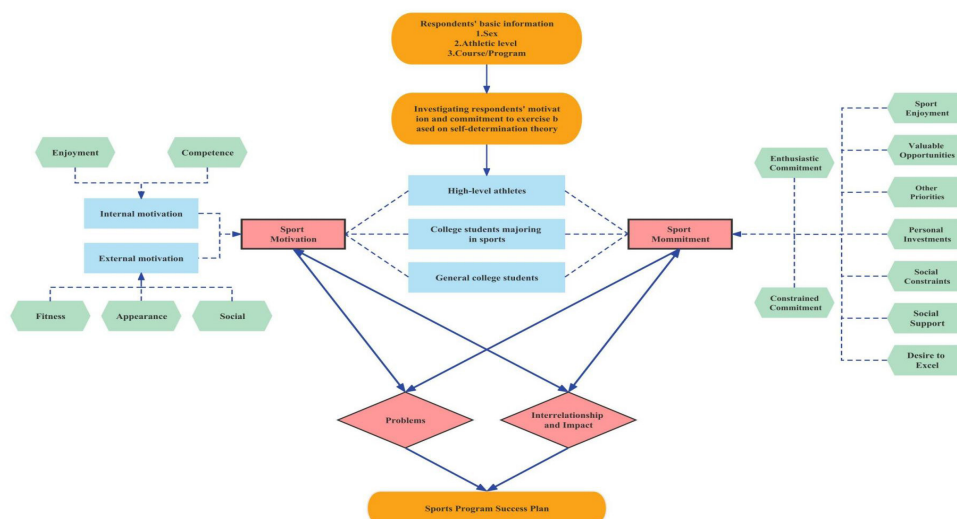 Respondents' basic information
1.Sex
2.Athletic level
3.Course/Program
Investigating respondents' motivat
ion and commitment to exercise b
ased on self-determination theory
Enjoyment
Competence
Internal motivation
External motivation
Fitness
Appearance
Social
Sport
Motivation
High-level athletes
College students majoring
in sports
General college students
Sport
Mommitment
Enthusiastic
Commitment
Constrained
Commitment
Sport
Enjoyment
Valuable
Opportunities
Other
Priorities
Personal
Investments
Social
Constraints
Social
Support
Desire to
Excel
Problems
Interrelationship
and Impact
Sports Program Success Plan